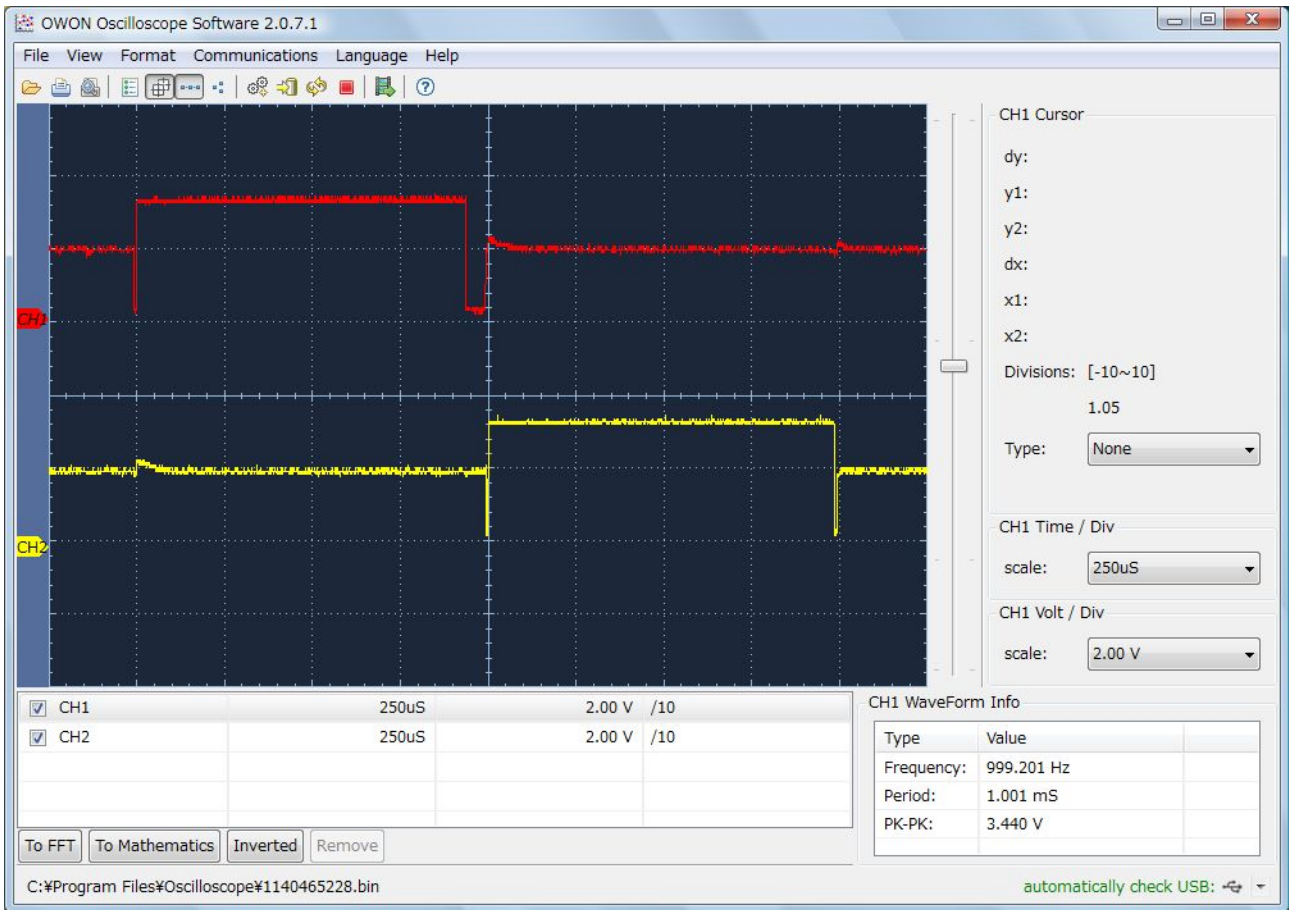 OWON Oscilloscope Software 2.0.7.1
File View Format Communications Language Help
CH1 Cursor
dy:
y1:
y2:
dx:
x1:
x2:
Divisions: [-10~10]
1.05
Type: None
CH1
CH2
CH1 Time / Div
scale: 250uS
CH1 Volt / Div
scale: 2.00 V
CH1 250uS 2.00 V /10
CH2 250uS 2.00 V /10
CH1 WaveForm Info
Type Value
Frequency: 999.201 Hz
Period: 1.001 mS
PK-PK: 3.440 V
To FFT To Mathematics Inverted Remove
C:¥Program Files¥Oscilloscope¥1140465228.bin
automatically check USB: